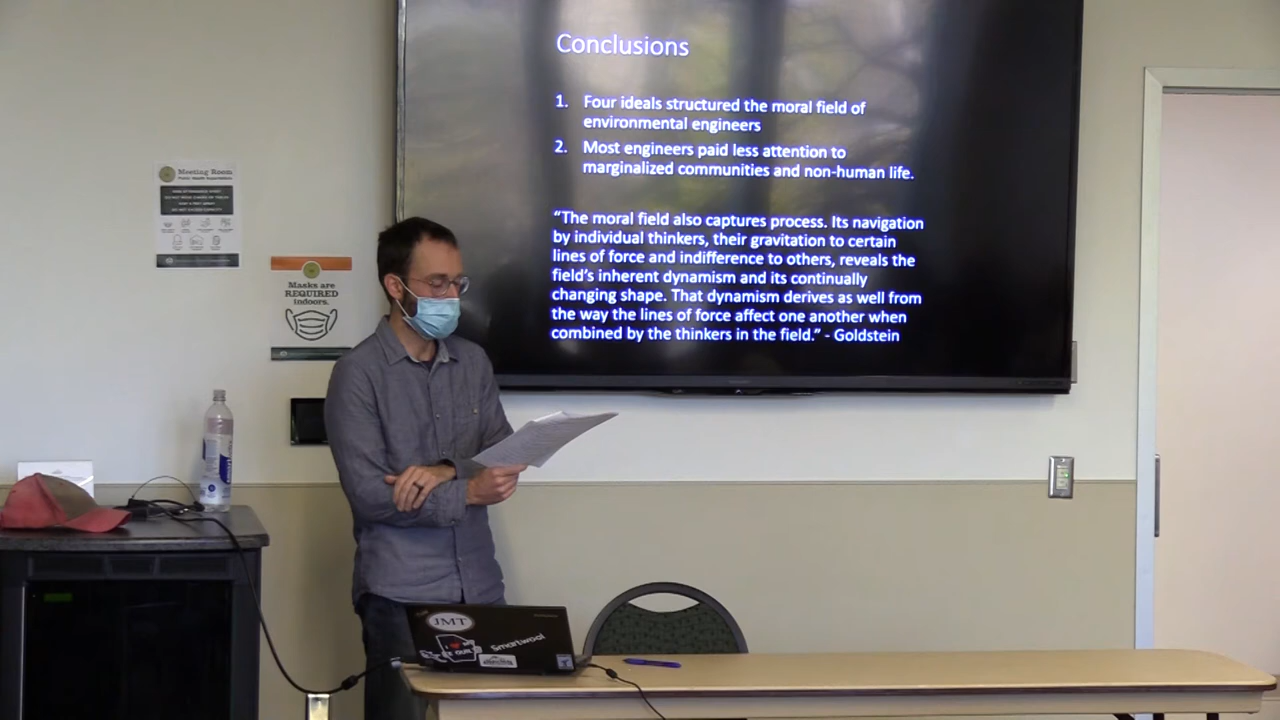 Conclusions
1. Four ideals structured the moral field of
environmental engineers
2. Most engineers paid less attention to
marginalized communities and non-human life.
“The moral field also captures process. Its navigation
by individual thinkers, their gravitation to certain
lines of force and indifference to others, reveals the
field’s inherent dynamism and its continually
changing shape. That dynamism derives as well from
the way the lines of force affect one another when
combined by the thinkers in the field.” - Goldstein
Meeting Room
Masks are
REQUIRED
indoors.
JMT
Smartwool